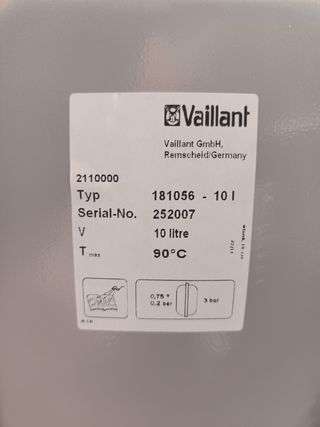 Vaillant
Vaillant GmbH,
Remscheid/Germany
2110000
Typ 181056 - 10 l
Serial-No. 252007
V 10 litre
T max 90°C
0,75 +
0,2 bar
3 bar